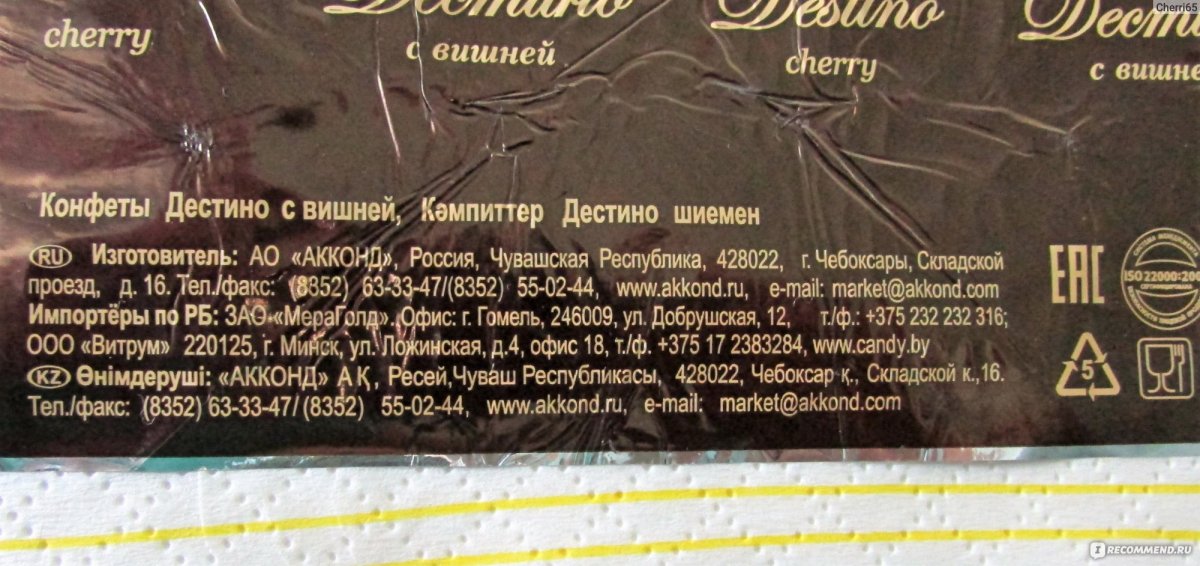 Cherri65
cherry
с вишней
Destino
cherry
с вишне
Конфеты Дестино с вишней, Кәмпиттер Дестино шиемен
RU Изготовитель: АО «АККОНД», Россия, Чувашская Республика, 428022, г. Чебоксары, Складской
проезд, д. 16. Тел./факс: (8352) 63-33-47/(8352) 55-02-44, www.akkond.ru, e-mail: market@akkond.com
Импортёры по РБ: ЗАО «МераГолд», Офис: г. Гомель, 246009, ул. Добрушская, 12, т./ф.: +375 232 232 316;
ООО «Витрум» 220125, г. Минск, ул. Ложинская, д.4, офис 18, т./ф. +375 17 2383284, www.candy.by
KZ Өнімдеруші: «АККОНД» АҚ, Ресей,Чуваш Республикасы, 428022, Чебоксар қ., Складской к.,16.
Тел./факс: (8352) 63-33-47/ (8352) 55-02-44, www.akkond.ru, e-mail: market@akkond.com
EAC
ISO 22000:200
5
I RECOMMEND.RU